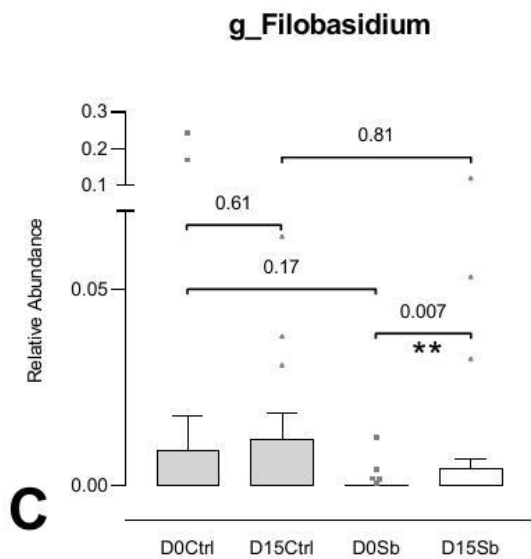 g_Filobasidium
0.3
0.2
0.1
0.05
0.00
Relative Abundance
0.81
0.61
0.17
0.007
**
C
D0Ctrl D15Ctrl D0Sb D15Sb